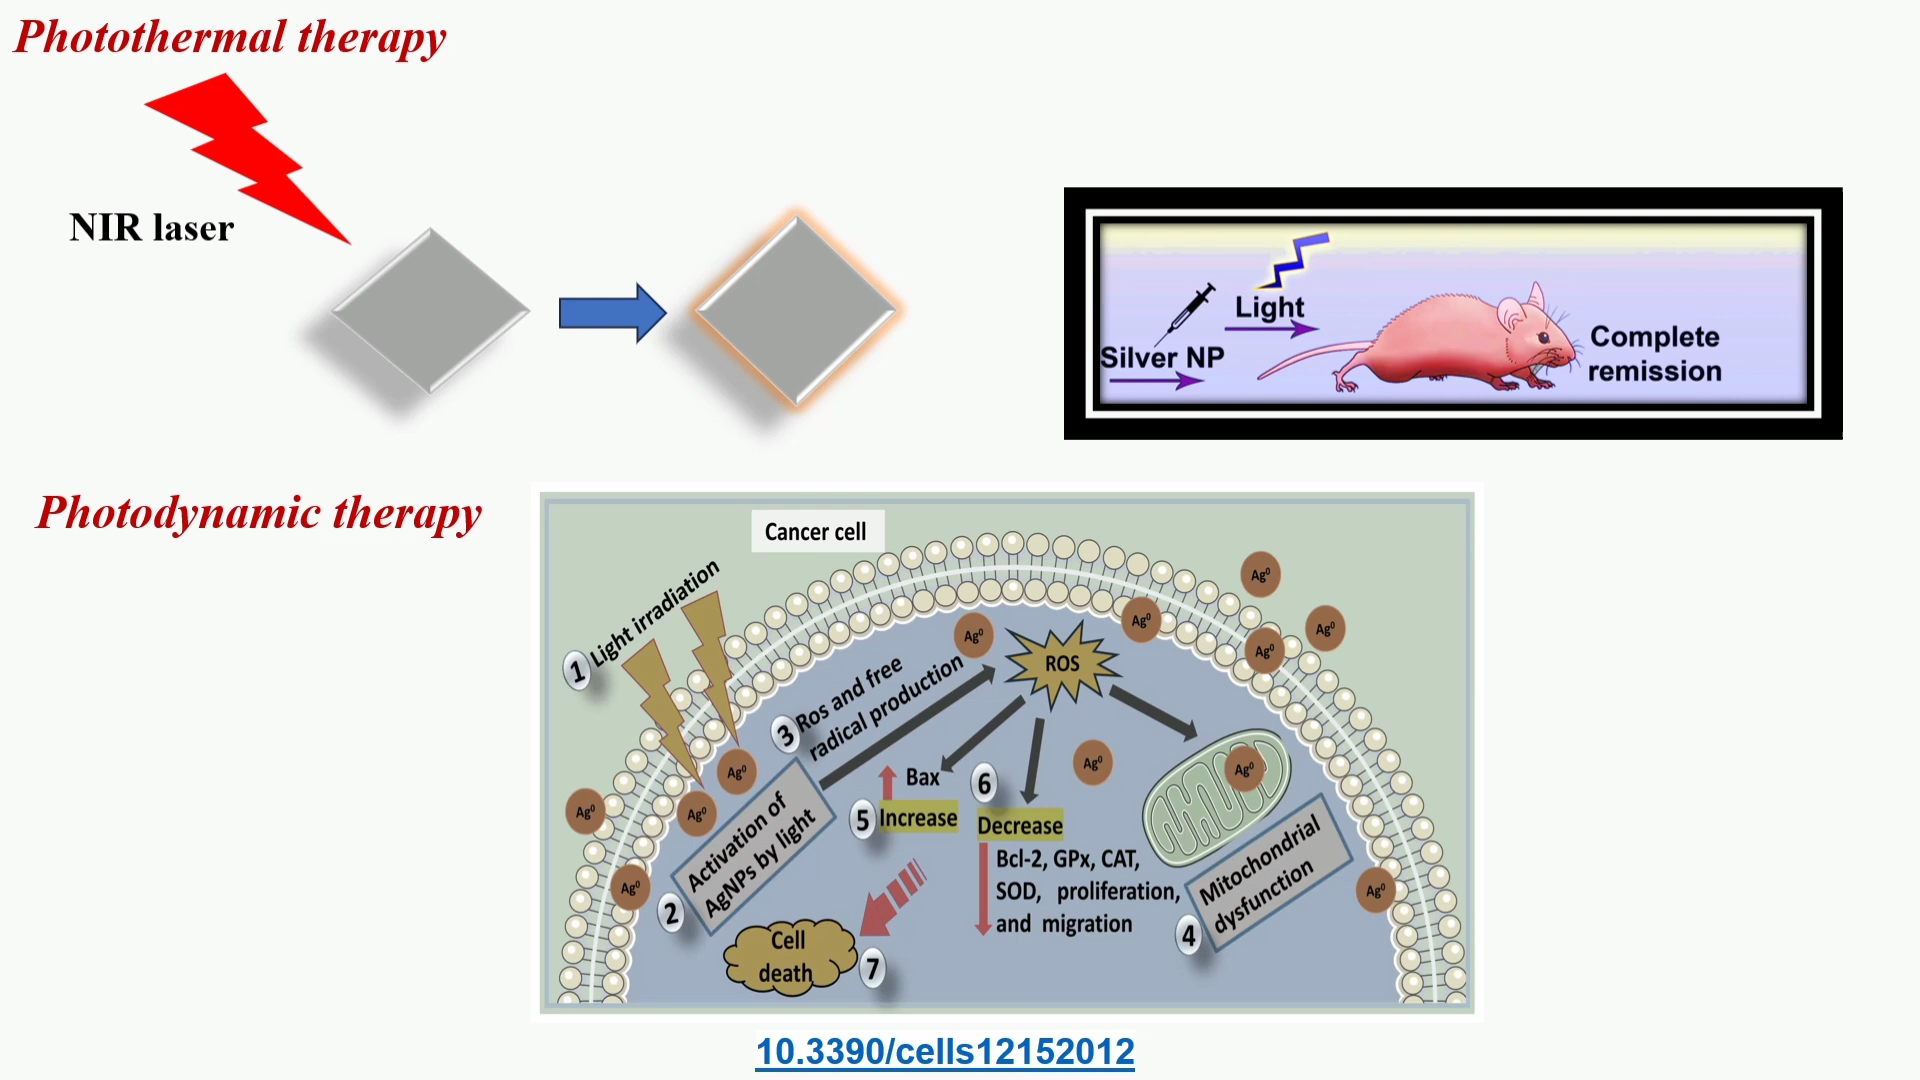 Photothermal therapy
NIR laser
Light
Silver NP
Complete
remission
Photodynamic therapy
Cancer cell
1
Light irradiation
Ag⁰
Ag⁰
Ag⁰
Ag⁰
Ag⁰
ROS
3
Ros and free
radical production
Ag⁰
Ag⁰
Ag⁰
Ag⁰
Ag⁰
Bax
6
5
Increase
Decrease
Bcl-2, GPx, CAT,
SOD, proliferation,
and migration
Activation of
AgNPs by light
2
Ag⁰
Ag⁰
Mitochondrial
dysfunction
4
Cell
death
7
10.3390/cells12152012